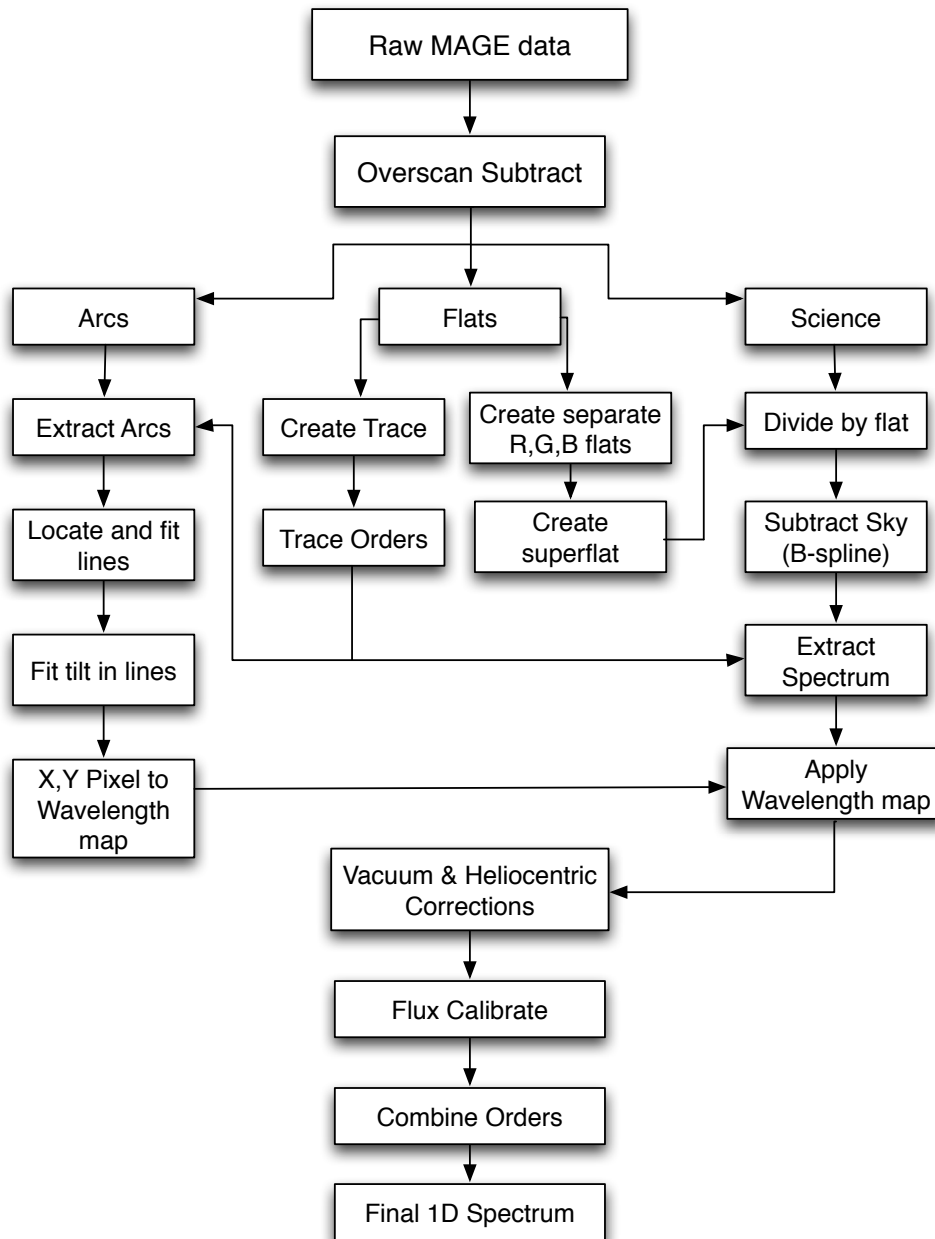 Raw MAGE data
Overscan Subtract
Arcs
Flats
Science
Extract Arcs
Create Trace
Create separate
R,G,B flats
Divide by flat
Locate and fit
lines
Trace Orders
Create
superflat
Subtract Sky
(B-spline)
Fit tilt in lines
Extract
Spectrum
X,Y Pixel to
Wavelength
map
Apply
Wavelength map
Vacuum & Heliocentric
Corrections
Flux Calibrate
Combine Orders
Final 1D Spectrum